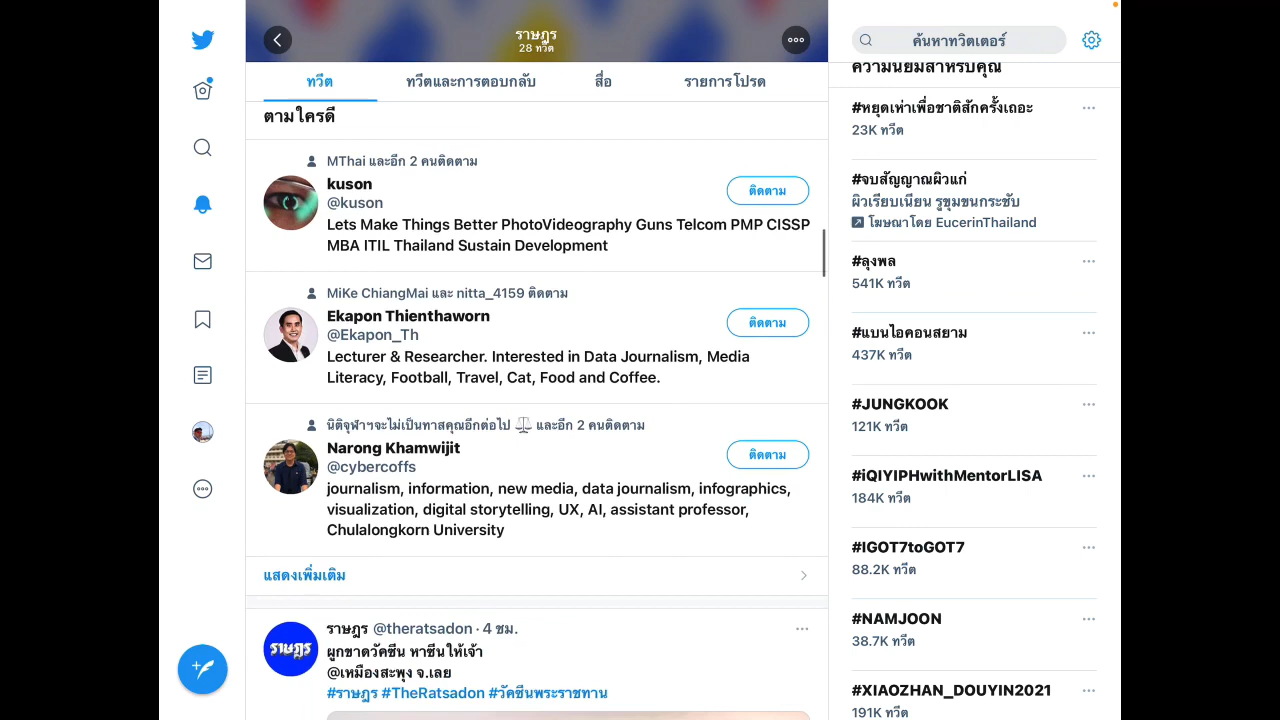 ราษฎร
28 ทวีต
ทวีต
ทวีตและการตอบกลับ
สื่อ
รายการโปรด
ตามใครดี
MThai และอีก 2 คนติดตาม
kuson
@kuson
ติดตาม
Lets Make Things Better PhotoVideography Guns Telcom PMP CISSP
MBA ITIL Thailand Sustain Development
MiKe ChiangMai และ nitta_4159 ติดตาม
Ekapon Thienthaworn
@Ekapon_Th
ติดตาม
Lecturer & Researcher. Interested in Data Journalism, Media
Literacy, Football, Travel, Cat, Food and Coffee.
นิติจุฬาฯจะไม่เป็นทาสคุณอีกต่อไป ⚖️ และอีก 2 คนติดตาม
Narong Khamwijit
@cybercoffs
ติดตาม
journalism, information, new media, data journalism, infographics,
visualization, digital storytelling, UX, AI, assistant professor,
Chulalongkorn University
แสดงเพิ่มเติม
ราษฎร
ราษฎร @theratsadon · 4 ชม.
ผูกขาดวัคซีน หาซีนให้เจ้า
@เหมืองสะพุง จ.เลย
#ราษฎร #TheRatsadon #วัคซีนพระราชทาน
ค้นหาทวิตเตอร์
ความนิยมสำหรับคุณ
#หยุดเห่าเพื่อชาติสักครั้งเถอะ
23K ทวีต
#จบสัญญาณผิวแก่
ผิวเรียบเนียน รูขุมขนกระชับ
โฆษณาโดย EucerinThailand
#ลุงพล
541K ทวีต
#แบนไอคอนสยาม
437K ทวีต
#JUNGKOOK
121K ทวีต
#iQIYIPHwithMentorLISA
184K ทวีต
#IGOT7toGOT7
88.2K ทวีต
#NAMJOON
38.7K ทวีต
#XIAOZHAN_DOUYIN2021
191K ทวีต